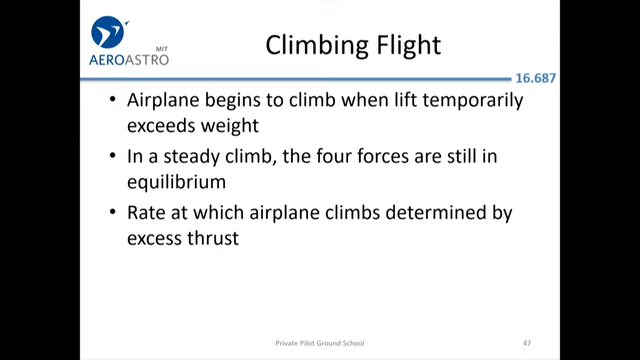 MIT
AEROASTRO
Climbing Flight
16.687
• Airplane begins to climb when lift temporarily
exceeds weight
• In a steady climb, the four forces are still in
equilibrium
• Rate at which airplane climbs determined by
excess thrust
Private Pilot Ground School
47